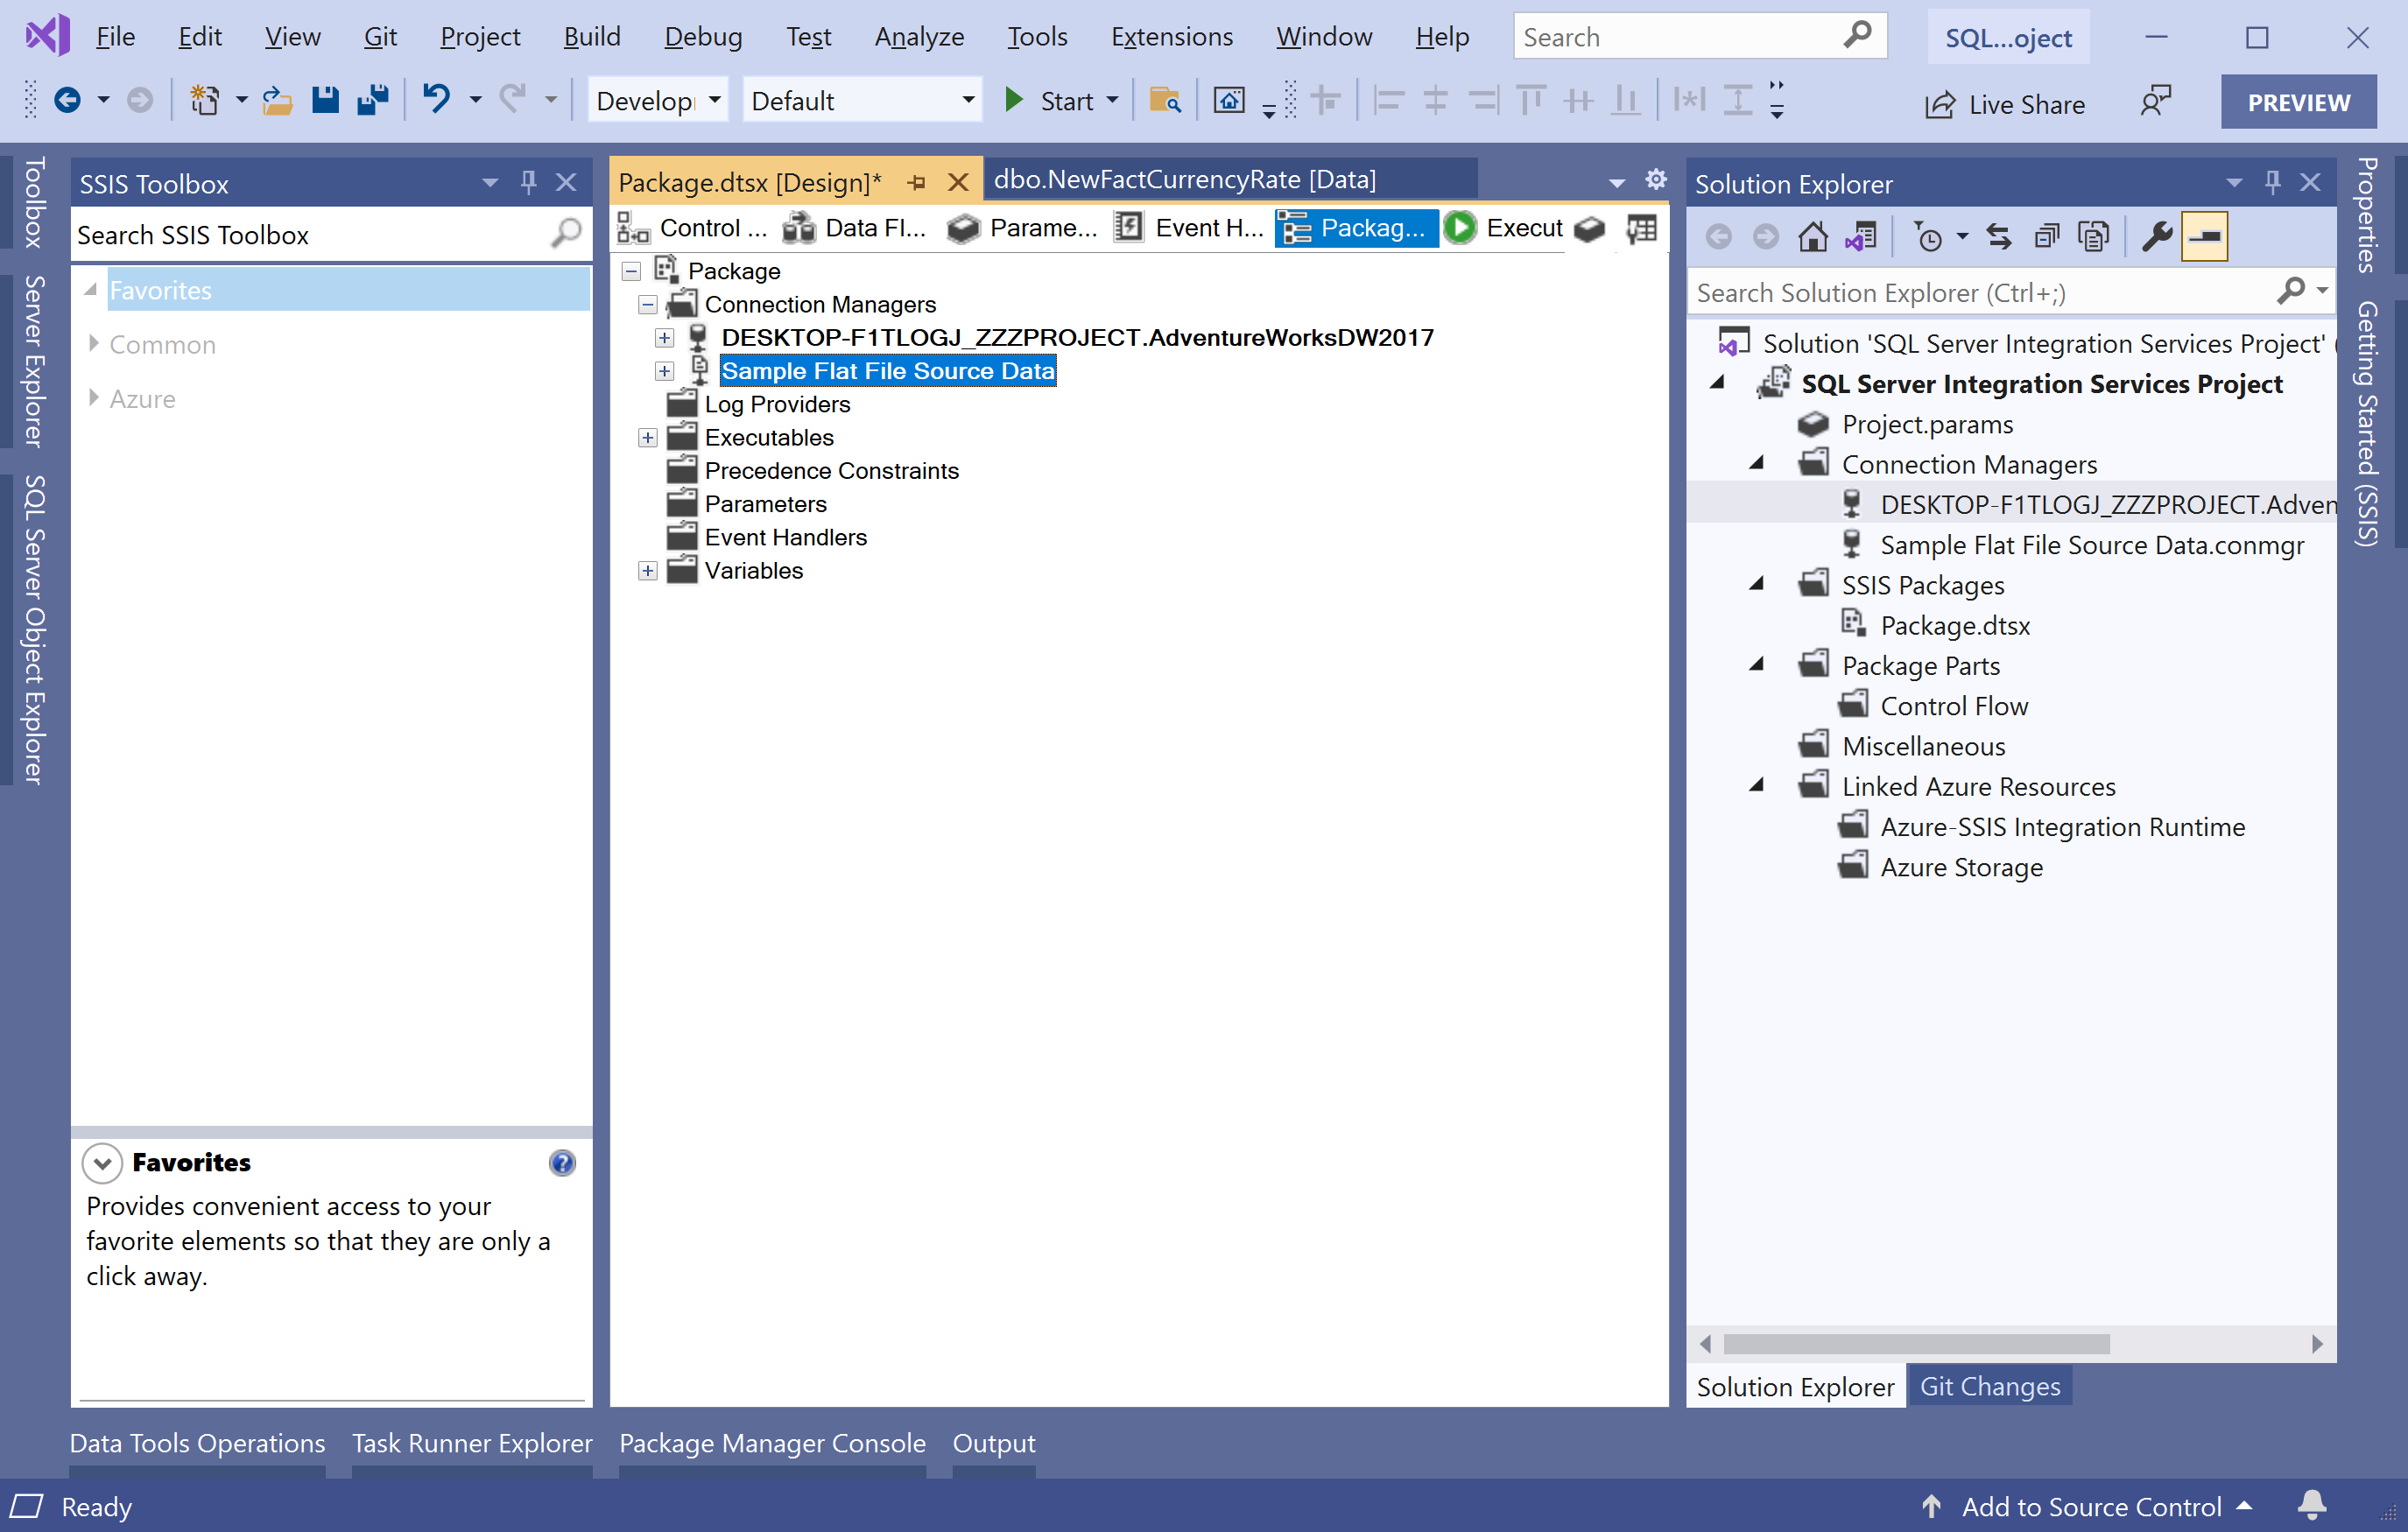 File Edit View Git Project Build Debug Test Analyze Tools Extensions Window Help Search SQL...oject
Develop Default Start Live Share PREVIEW
Toolbox
Server Explorer
SQL Server Object Explorer
SSIS Toolbox
Search SSIS Toolbox
Favorites
Common
Azure
Favorites
Provides convenient access to your
favorite elements so that they are only a
click away.
Package.dtsx [Design]* dbo.NewFactCurrencyRate [Data]
Control ... Data Fl... Parame... Event H... Packag... Execut
Package
Connection Managers
DESKTOP-F1TLOGJ_ZZZPROJECT.AdventureWorksDW2017
Sample Flat File Source Data
Log Providers
Executables
Precedence Constraints
Parameters
Event Handlers
Variables
Solution Explorer
Search Solution Explorer (Ctrl+;)
Solution 'SQL Server Integration Services Project' (
SQL Server Integration Services Project
Project.params
Connection Managers
DESKTOP-F1TLOGJ_ZZZPROJECT.Adven
Sample Flat File Source Data.conmgr
SSIS Packages
Package.dtsx
Package Parts
Control Flow
Miscellaneous
Linked Azure Resources
Azure-SSIS Integration Runtime
Azure Storage
Solution Explorer Git Changes
Properties
Getting Started (SSIS)
Data Tools Operations Task Runner Explorer Package Manager Console Output
Ready Add to Source Control